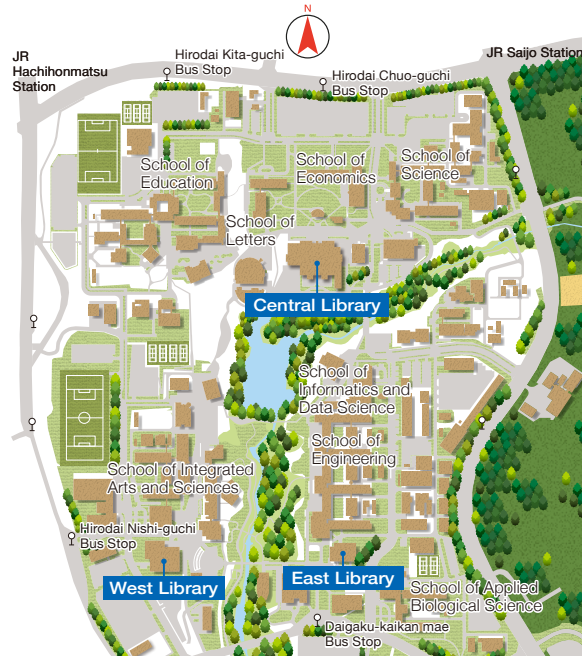 N
JR
Hachihonmatsu
Station
Hirodai Kita-guchi
Bus Stop
JR Saijo Station
Hirodai Chuo-guchi
Bus Stop
School of
Education
School of
Economics
School of
Science
School of
Letters
Central Library
School of
Informatics and
Data Science
School of
Engineering
School of Integrated
Arts and Sciences
Hirodai Nishi-guchi
Bus Stop
West Library
East Library
School of Applied
Biological Science
Daigaku-kaikan mae
Bus Stop